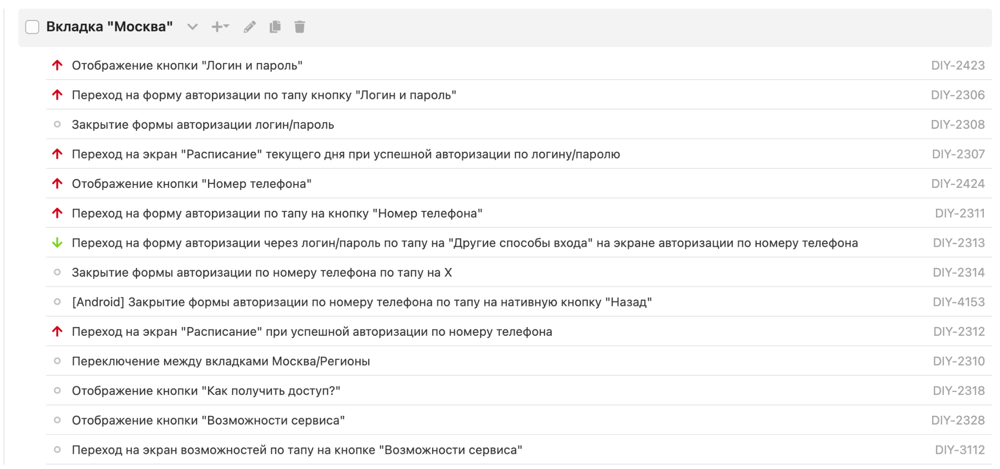 Вкладка "Москва"
Отображение кнопки "Логин и пароль" DIY-2423
Переход на форму авторизации по тапу кнопку "Логин и пароль" DIY-2306
Закрытие формы авторизации логин/пароль DIY-2308
Переход на экран "Расписание" текущего дня при успешной авторизации по логину/паролю DIY-2307
Отображение кнопки "Номер телефона" DIY-2424
Переход на форму авторизации по тапу на кнопку "Номер телефона" DIY-2311
Переход на форму авторизации через логин/пароль по тапу на "Другие способы входа" на экране авторизации по номеру телефона DIY-2313
Закрытие формы авторизации по номеру телефона по тапу на X DIY-2314
[Android] Закрытие формы авторизации по номеру телефона по тапу на нативную кнопку "Назад" DIY-4153
Переход на экран "Расписание" при успешной авторизации по номеру телефона DIY-2312
Переключение между вкладками Москва/Регионы DIY-2310
Отображение кнопки "Как получить доступ?" DIY-2318
Отображение кнопки "Возможности сервиса" DIY-2328
Переход на экран возможностей по тапу на кнопке "Возможности сервиса" DIY-3112